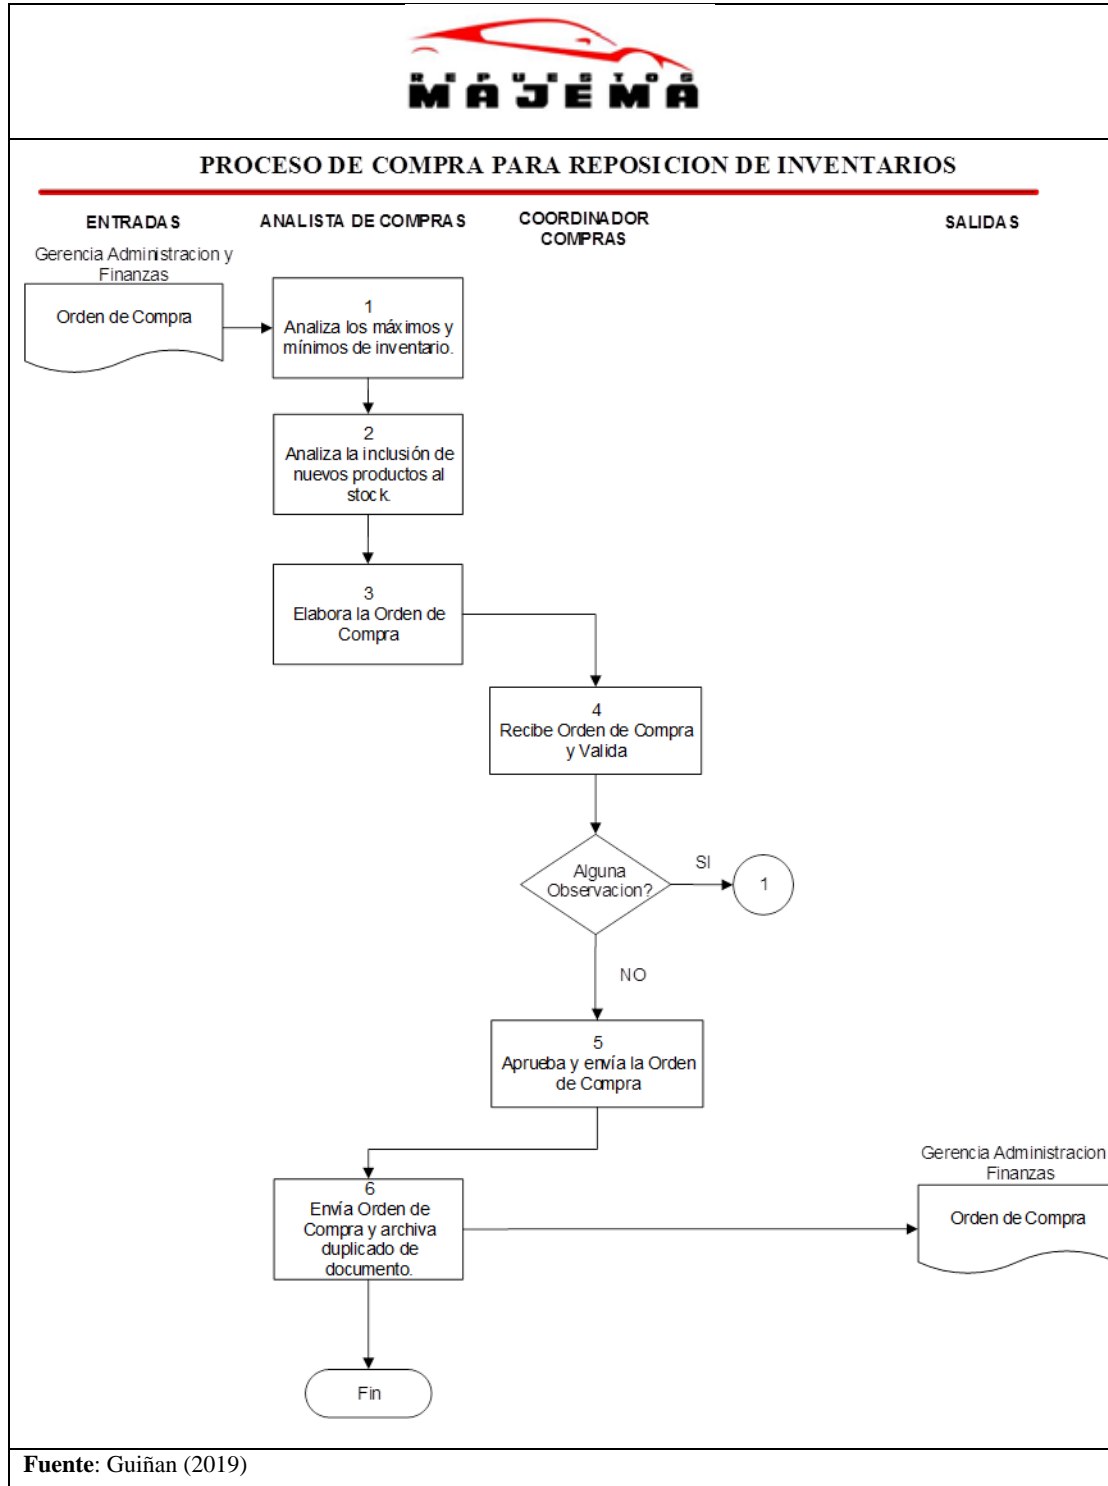 REPUESTOS
MAJEMA
PROCESO DE COMPRA PARA REPOSICION DE INVENTARIOS
ENTRADAS
ANALISTA DE COMPRAS
COORDINADOR
COMPRAS
SALIDAS
Gerencia Administracion y
Finanzas
Orden de Compra
1
Analiza los máximos y
mínimos de inventario.
2
Analiza la inclusión de
nuevos productos al
stock.
3
Elabora la Orden de
Compra
4
Recibe Orden de Compra
y Valida
Alguna
Observacion?
SI
1
NO
5
Aprueba y envía la Orden
de Compra
6
Envía Orden de
Compra y archiva
duplicado de
documento.
Gerencia Administracion
Finanzas
Orden de Compra
Fin
Fuente: Guiñan (2019)